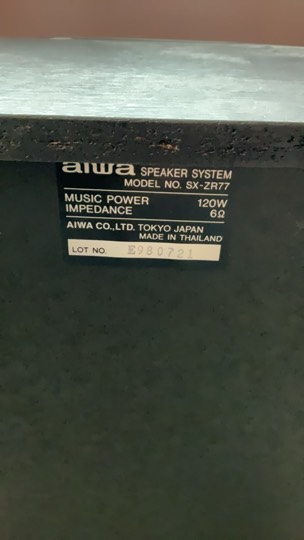 aiwa SPEAKER SYSTEM
MODEL NO. SX-ZR77
MUSIC POWER 120W
IMPEDANCE 6Ω
AIWA CO.,LTD. TOKYO JAPAN
MADE IN THAILAND
LOT NO. E980721